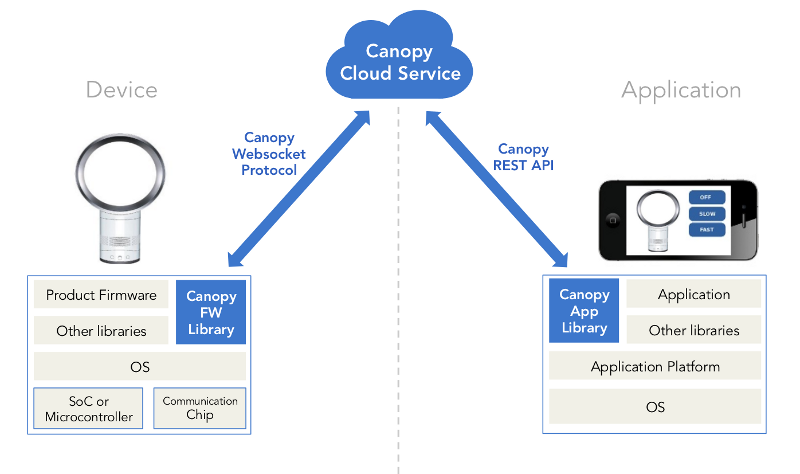 Canopy
Cloud Service
Device
Application
Canopy
Websocket
Protocol
Canopy
REST API
OFF
SLOW
FAST
Product Firmware
Other libraries
Canopy
FW
Library
OS
SoC or
Microcontroller
Communication
Chip
Canopy
App
Library
Application
Other libraries
Application Platform
OS